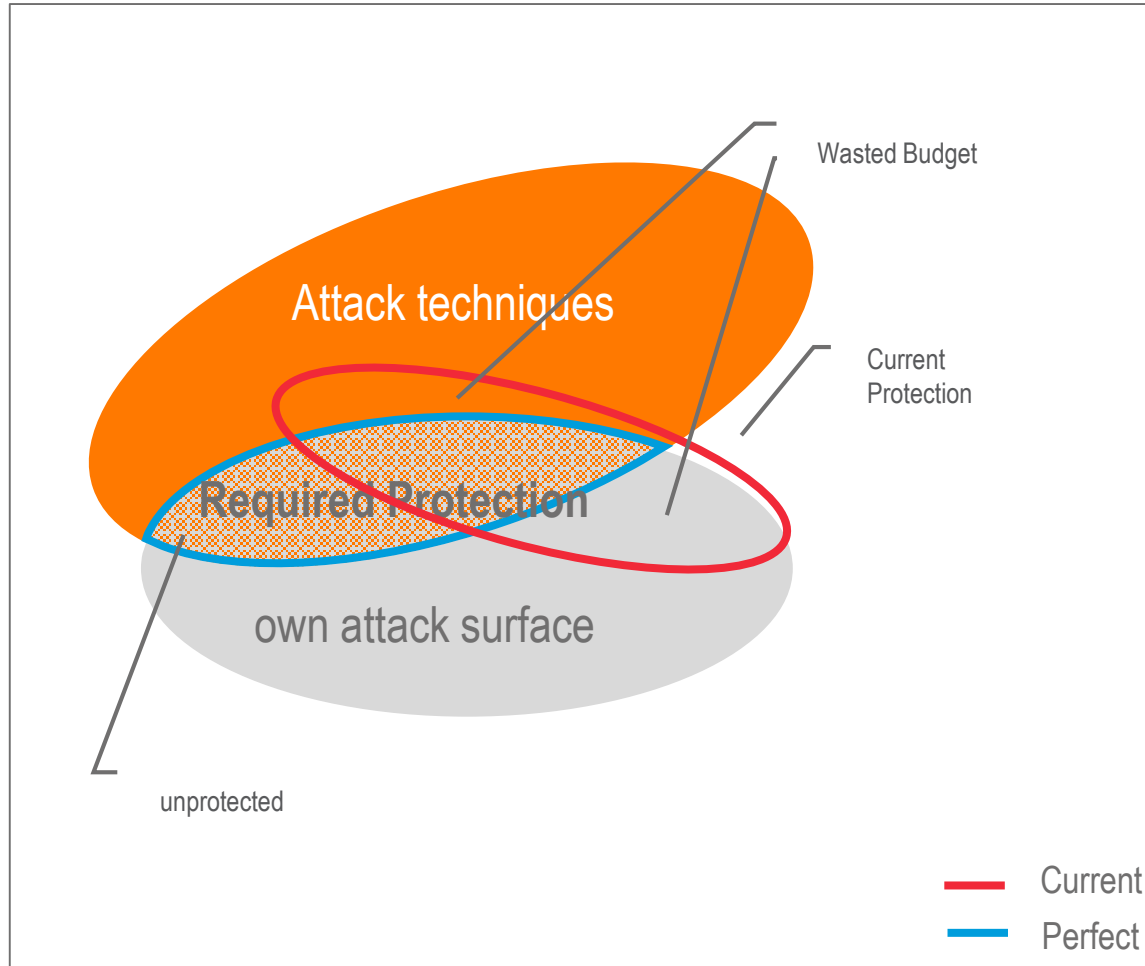 Wasted Budget
Attack techniques
Current
Protection
Required Protection
own attack surface
unprotected
Current
Perfect